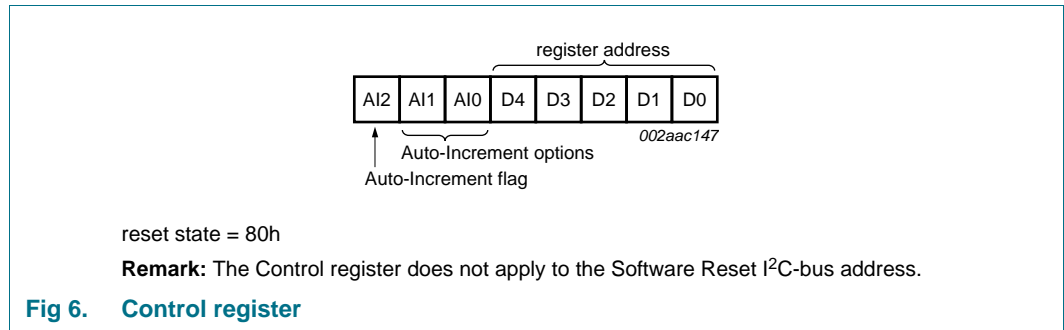 register address
AI2 AI1 AI0 D4 D3 D2 D1 D0
002aac147
Auto-Increment options
Auto-Increment flag
reset state = 80h
Remark: The Control register does not apply to the Software Reset I²C-bus address.
Fig 6. Control register